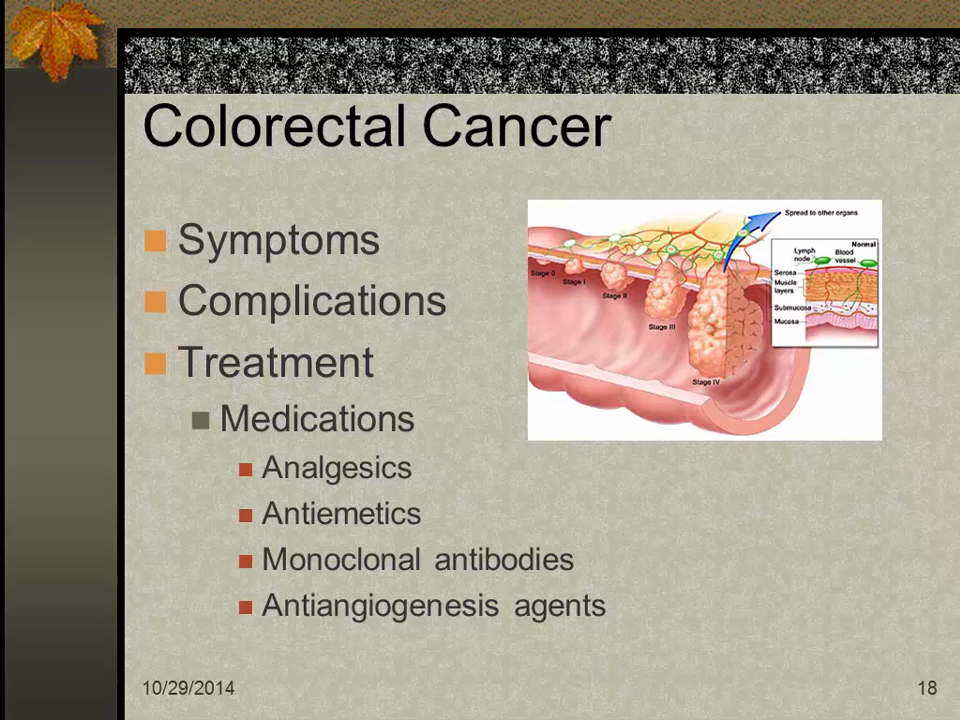 Colorectal Cancer
Symptoms
Complications
Treatment
Medications
Analgesics
Antiemetics
Monoclonal antibodies
Antiangiogenesis agents
Spread to other organs
Stage 0
Stage I
Stage II
Stage III
Stage IV
Normal
Lymph
node
Blood
vessel
Serosa
Muscle
layers
Submucosa
Mucosa
10/29/2014
18